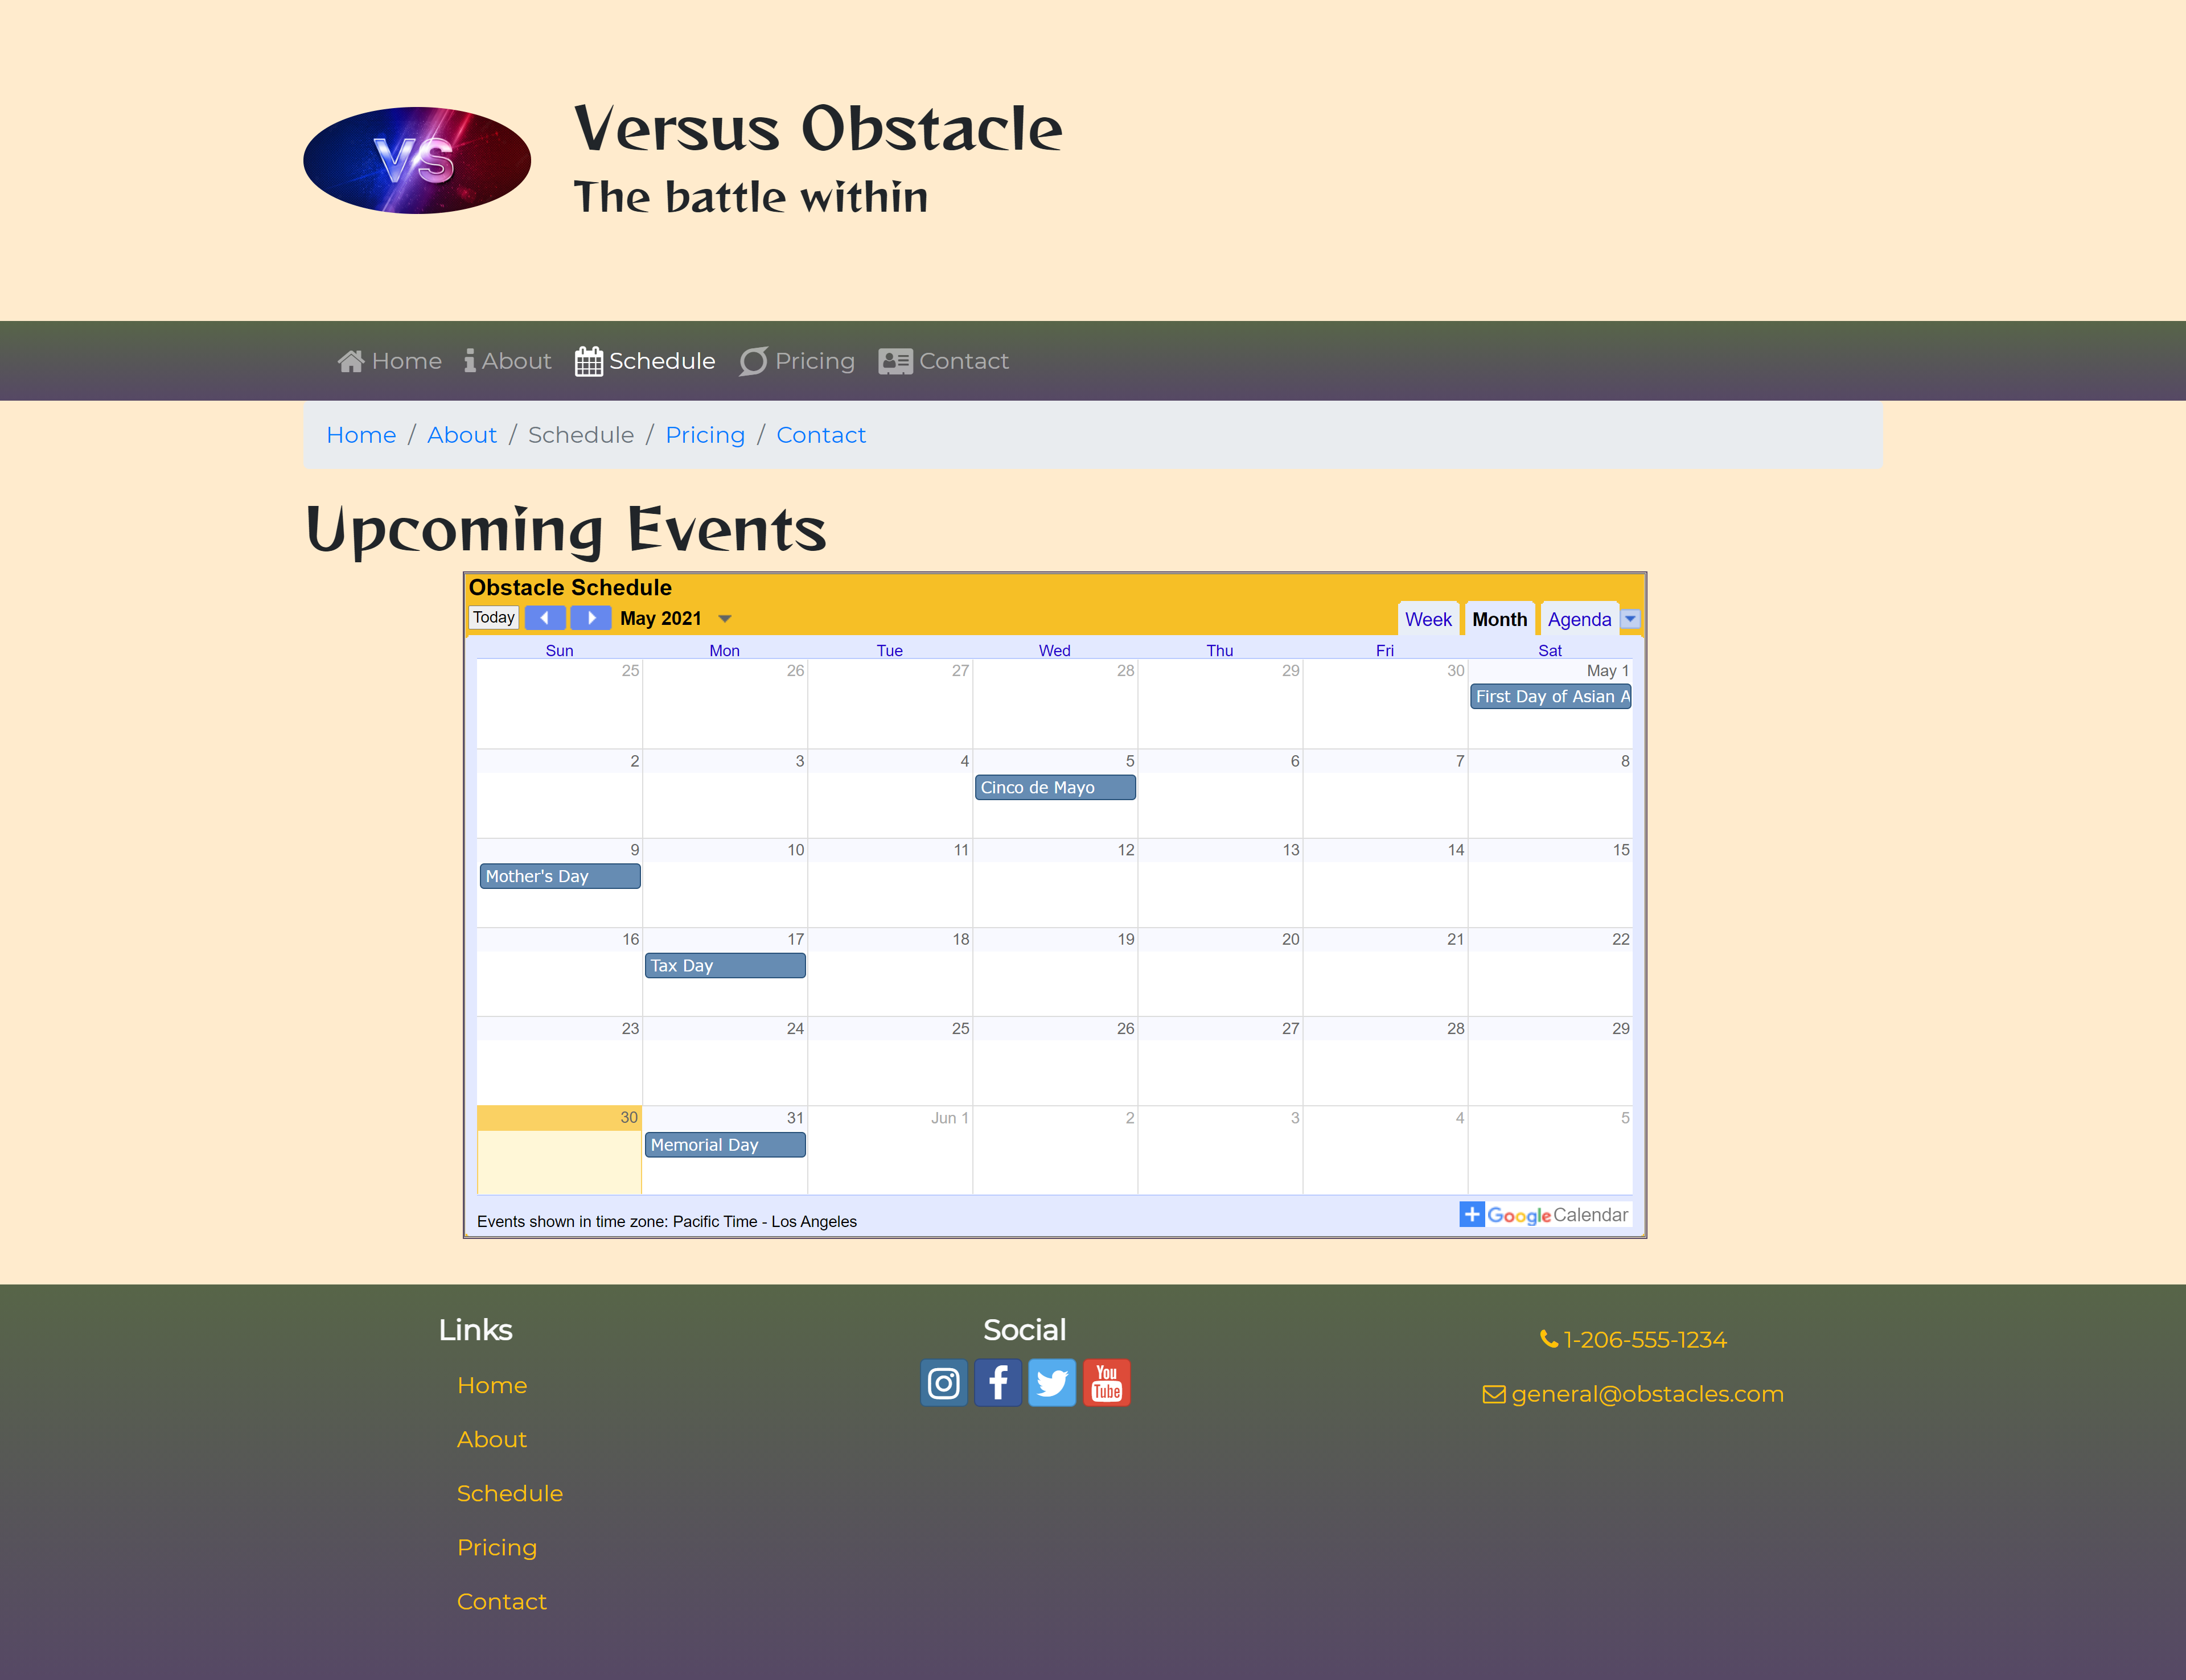 VS
Versus Obstacle
The battle within
Home About Schedule Pricing Contact
Home / About / Schedule / Pricing / Contact
Upcoming Events
Obstacle Schedule
Today May 2021 Week Month Agenda
Sun Mon Tue Wed Thu Fri Sat
25 26 27 28 29 30 May 1
First Day of Asian A
2 3 4 5 6 7 8
Cinco de Mayo
9 10 11 12 13 14 15
Mother's Day
16 17 18 19 20 21 22
Tax Day
23 24 25 26 27 28 29
30 31 Jun 1 2 3 4 5
Memorial Day
Events shown in time zone: Pacific Time - Los Angeles
Google Calendar
Links
Home
About
Schedule
Pricing
Contact
Social
You
Tube
1-206-555-1234
general@obstacles.com